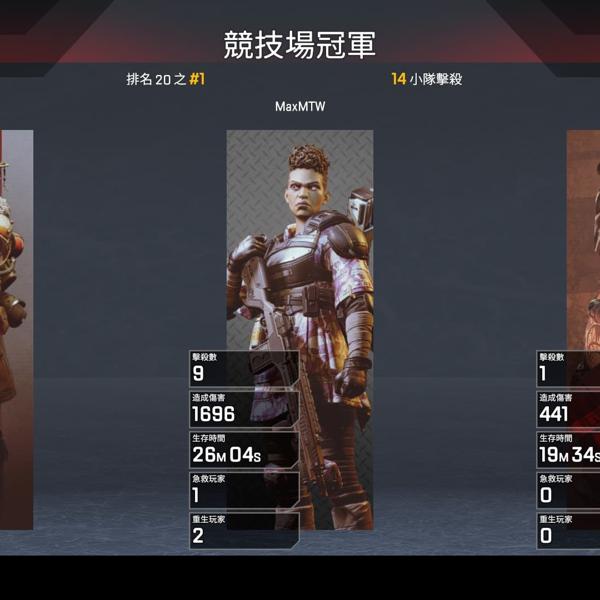 競技場冠軍
排名 20 之 #1
14 小隊擊殺
MaxMTW
擊殺數
9
造成傷害
1696
生存時間
26M 04S
急救玩家
1
重生玩家
2
擊殺數
1
造成傷害
441
生存時間
19M 34S
急救玩家
0
重生玩家
0